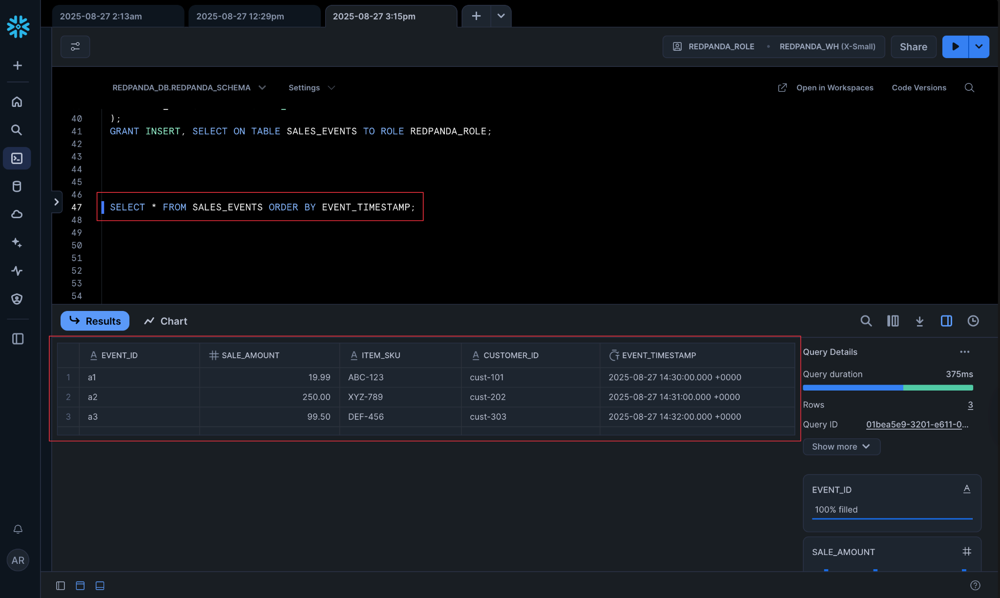 2025-08-27 2:13am
2025-08-27 12:29pm
2025-08-27 3:15pm
REDPANDA_ROLE • REDPANDA_WH (X-Small)
Share
REDPANDA_DB.REDPANDA_SCHEMA
Settings
Open in Workspaces
Code Versions
40 );
41 GRANT INSERT, SELECT ON TABLE SALES_EVENTS TO ROLE REDPANDA_ROLE;
42
43
44
45
46
47 SELECT * FROM SALES_EVENTS ORDER BY EVENT_TIMESTAMP;
48
49
50
51
52
53
54
Results
Chart
EVENT_ID SALE_AMOUNT ITEM_SKU CUSTOMER_ID EVENT_TIMESTAMP
1 a1 19.99 ABC-123 cust-101 2025-08-27 14:30:00.000 +0000
2 a2 250.00 XYZ-789 cust-202 2025-08-27 14:31:00.000 +0000
3 a3 99.50 DEF-456 cust-303 2025-08-27 14:32:00.000 +0000
Query Details
Query duration 375ms
Rows 3
Query ID 01bea5e9-3201-e611-0...
Show more
EVENT_ID
100% filled
SALE_AMOUNT
AR